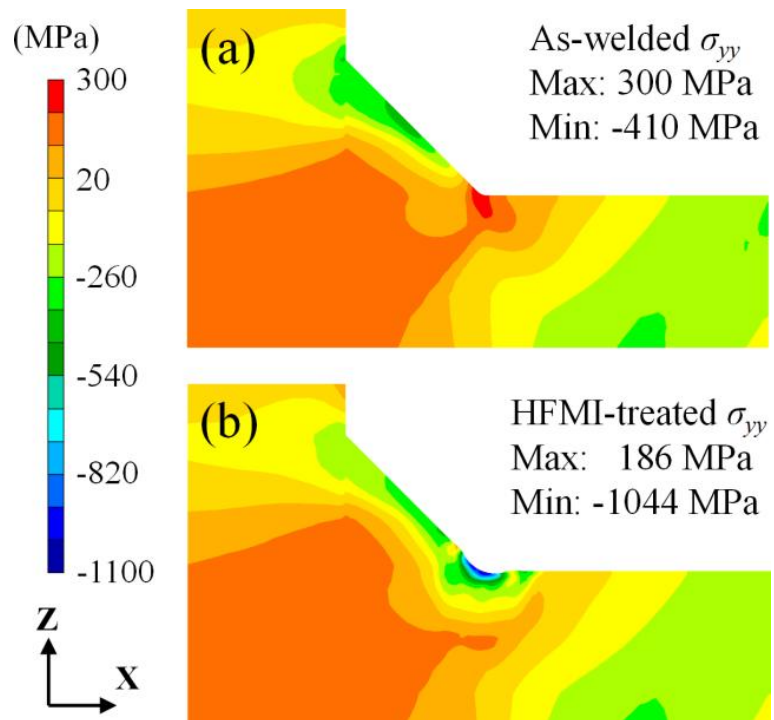 (MPa)
300
20
-260
-540
-820
-1100
Z
X
(a)
As-welded σyy
Max: 300 MPa
Min: -410 MPa
(b)
HFMI-treated σyy
Max: 186 MPa
Min: -1044 MPa